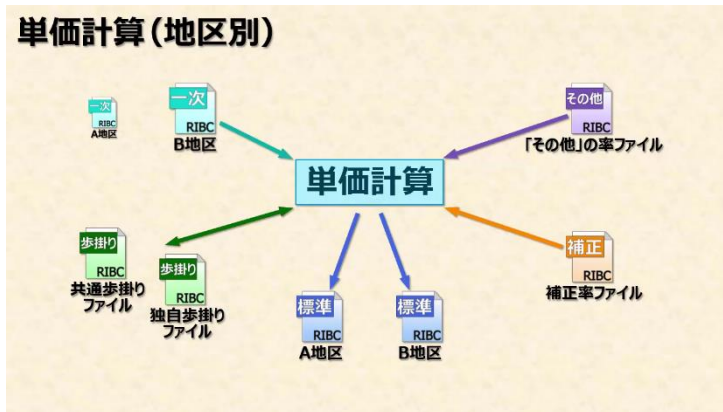 単価計算（地区別）
一次
RIBC
A地区
一次
RIBC
B地区
その他
RIBC
「その他」の率ファイル
単価計算
歩掛り
RIBC
共通歩掛り
ファイル
歩掛り
RIBC
独自歩掛り
ファイル
補正
RIBC
補正率ファイル
標準
RIBC
A地区
標準
RIBC
B地区